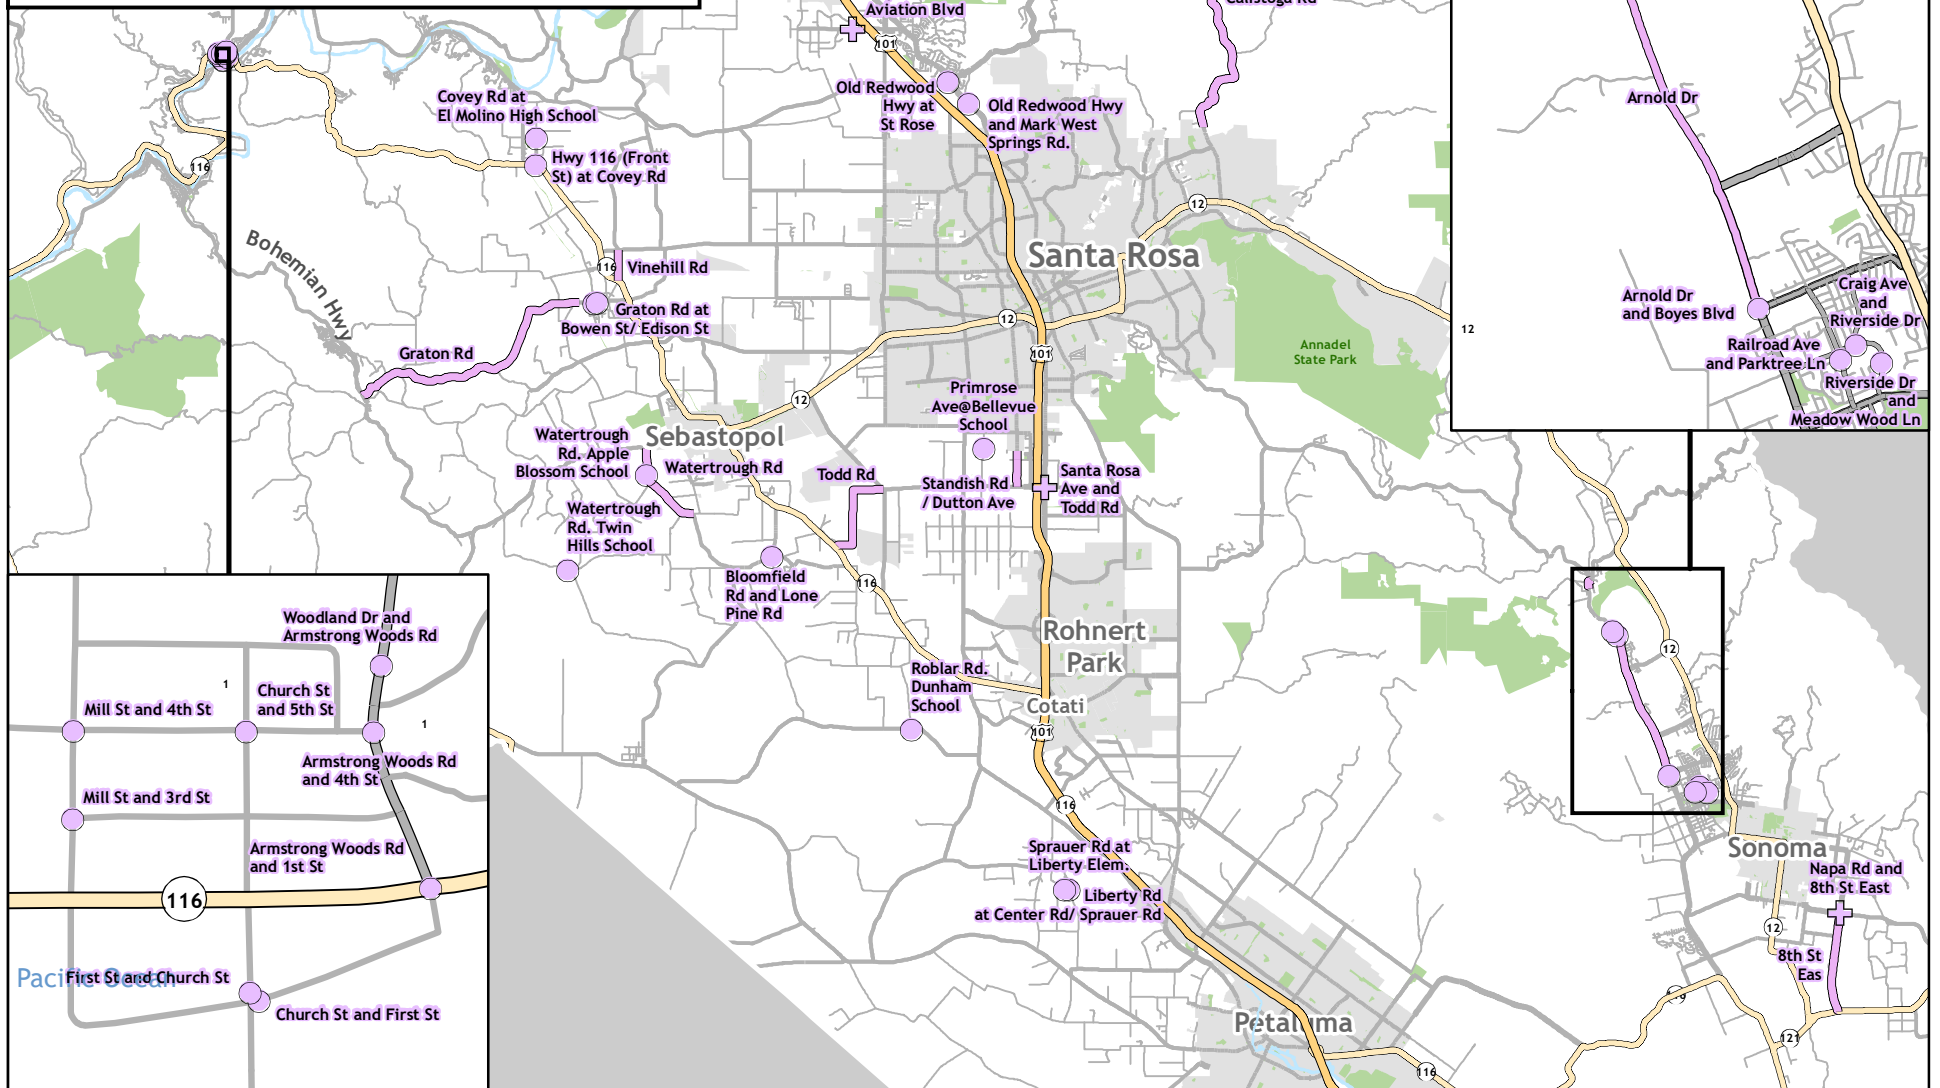 Aviation Blvd
Calistoga Rd
101
Old Redwood
Hwy at
St Rose
Old Redwood Hwy
and Mark West
Springs Rd.
Covey Rd at
El Molino High School
Hwy 116 (Front
St) at Covey Rd
116
Bohemian Hwy
116
Vinehill Rd
Graton Rd at
Bowen St/ Edison St
Graton Rd
12
Santa Rosa
12
101
12
Annadel
State Park
Primrose
Ave@Bellevue
School
Sebastopol
Watertrough
Rd. Apple
Blossom School
Watertrough Rd
Todd Rd
Standish Rd
/ Dutton Ave
Santa Rosa
Ave and
Todd Rd
Watertrough
Rd. Twin
Hills School
Bloomfield
Rd and Lone
Pine Rd
116
Rohnert
Park
Roblar Rd.
Dunham
School
Cotati
101
116
Sprauer Rd at
Liberty Elem.
Liberty Rd
at Center Rd/ Sprauer Rd
Petaluma
116
Arnold Dr
Arnold Dr
and Boyes Blvd
Craig Ave
and
Riverside Dr
Railroad Ave
and Parktree Ln
Riverside Dr
and
Meadow Wood Ln
12
12
Sonoma
Napa Rd and
8th St East
12
8th St
Eas
121
Woodland Dr and
Armstrong Woods Rd
1
Church St
and 5th St
Mill St and 4th St
1
Armstrong Woods Rd
and 4th St
Mill St and 3rd St
Armstrong Woods Rd
and 1st St
116
Pacific Ocean
First St and Church St
Church St and First St